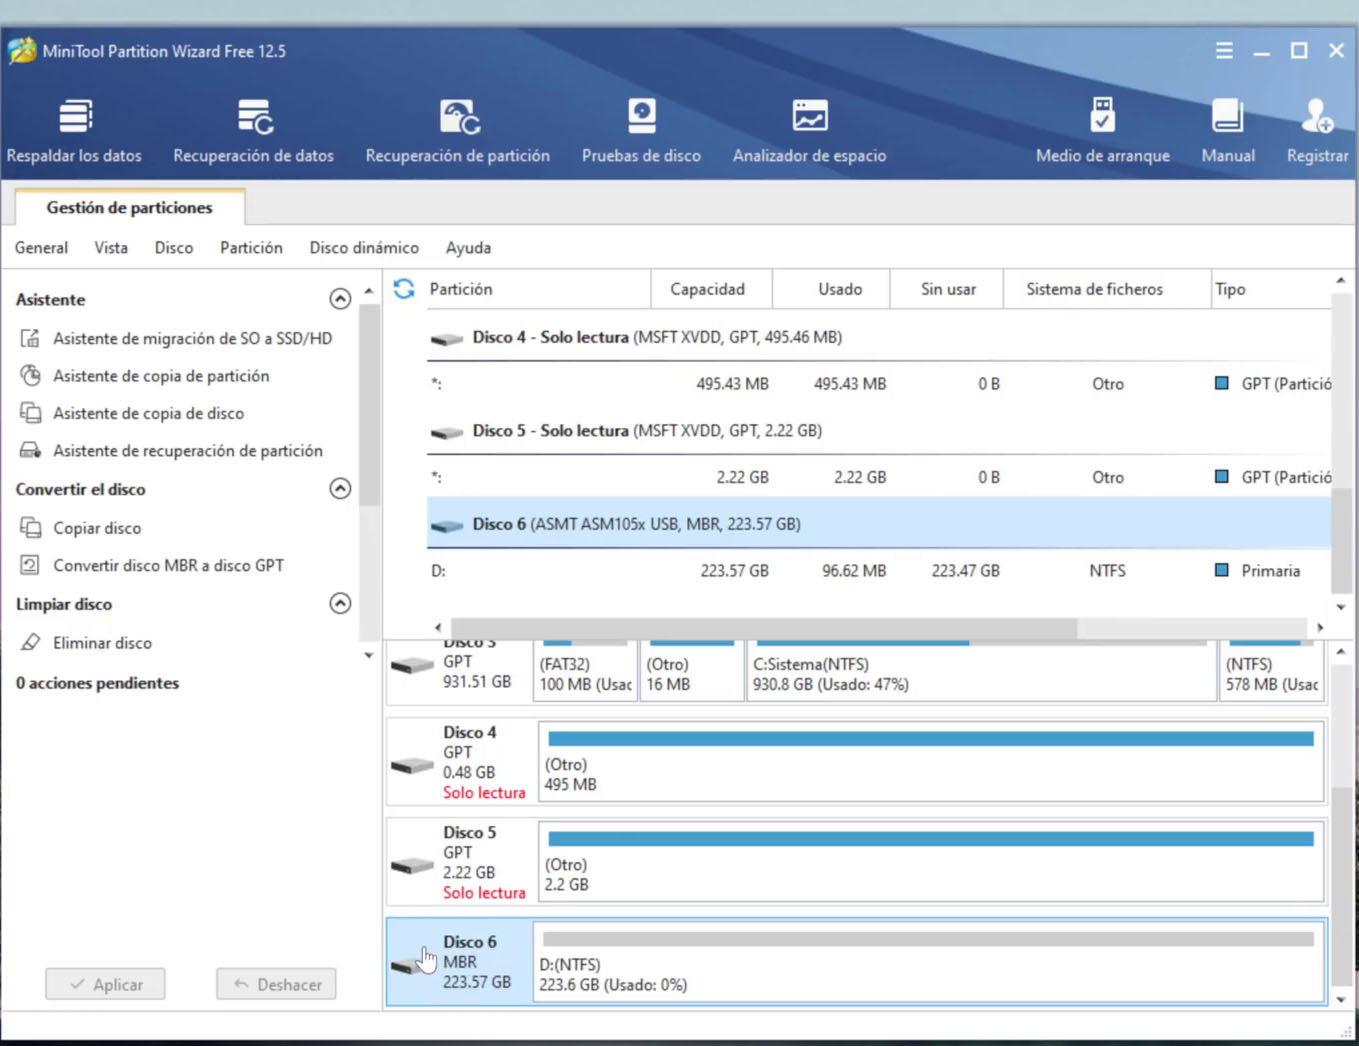 MiniTool Partition Wizard Free 12.5
Respaldar los datos
Recuperación de datos
Recuperación de partición
Pruebas de disco
Analizador de espacio
Medio de arranque
Manual
Registrar
Gestión de particiones
General Vista Disco Partición Disco dinámico Ayuda
Asistente
Asistente de migración de SO a SSD/HD
Asistente de copia de partición
Asistente de copia de disco
Asistente de recuperación de partición
Convertir el disco
Copiar disco
Convertir disco MBR a disco GPT
Limpiar disco
Eliminar disco
0 acciones pendientes
Aplicar
Deshacer
Partición Capacidad Usado Sin usar Sistema de ficheros Tipo
Disco 4 - Solo lectura (MSFT XVDD, GPT, 495.46 MB)
*: 495.43 MB 495.43 MB 0 B Otro GPT (Partició
Disco 5 - Solo lectura (MSFT XVDD, GPT, 2.22 GB)
*: 2.22 GB 2.22 GB 0 B Otro GPT (Partició
Disco 6 (ASMT ASM105x USB, MBR, 223.57 GB)
D: 223.57 GB 96.62 MB 223.47 GB NTFS Primaria
Disco 3
GPT
931.51 GB
(FAT32)
100 MB (Usac
(Otro)
16 MB
C:Sistema(NTFS)
930.8 GB (Usado: 47%)
(NTFS)
578 MB (Usac
Disco 4
GPT
0.48 GB
Solo lectura
(Otro)
495 MB
Disco 5
GPT
2.22 GB
Solo lectura
(Otro)
2.2 GB
Disco 6
MBR
223.57 GB
D:(NTFS)
223.6 GB (Usado: 0%)